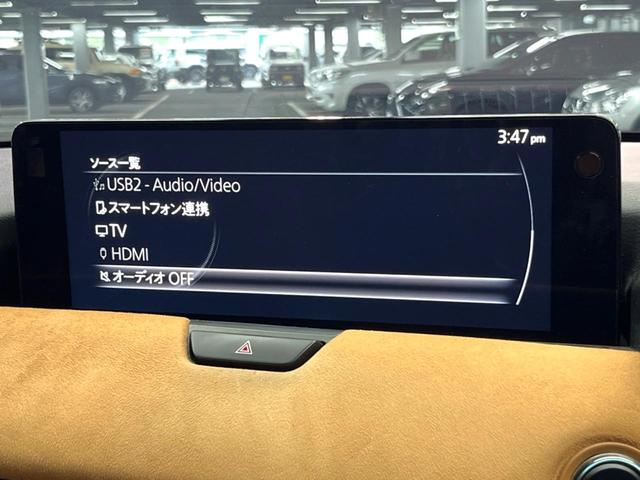 3:47 pm
ソース一覧
USB2 - Audio/Video
スマートフォン連携
TV
HDMI
オーディオ OFF